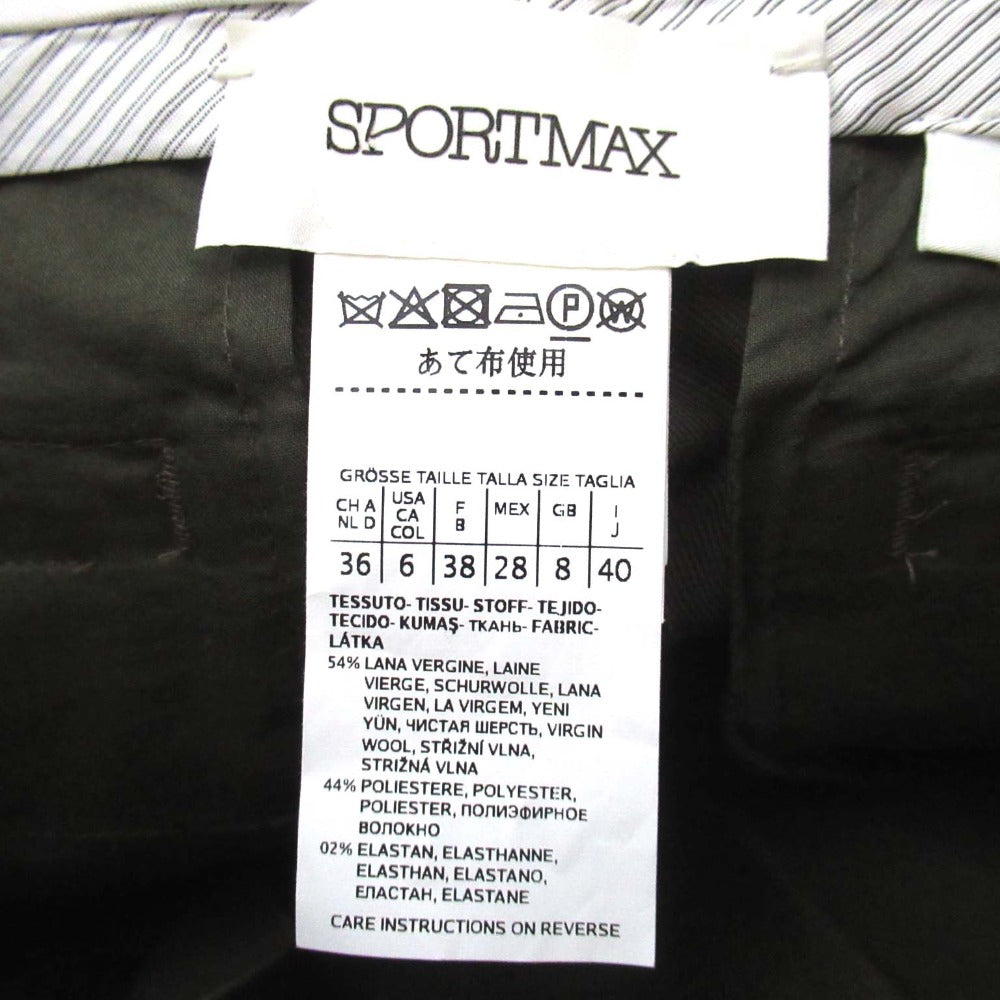 SPORTMAX
P W
あて布使用
GRÖSSE TAILLE TALLA SIZE TAGLIA
CH A NL D | USA CA COL | F B | MEX | GB | I J
36 | 6 | 38 | 28 | 8 | 40
TESSUTO- TISSU- STOFF- TEJIDO-
TECIDO- KUMAŞ- ТКАНЬ- FABRIC-
LÁTKA
54% LANA VERGINE, LAINE
VIERGE, SCHURWOLLE, LANA
VIRGEN, LA VIRGEM, YENI
YÜN, ЧИСТАЯ ШЕРСТЬ, VIRGIN
WOOL, STŘIŽNÍ VLNA,
STRIŽNÁ VLNA
44% POLIESTERE, POLYESTER,
POLIESTER, ПОЛИЭФИРНОЕ
ВОЛОКНО
02% ELASTAN, ELASTHANNE,
ELASTHAN, ELASTANO,
ЕЛАСТАН, ELASTANE
CARE INSTRUCTIONS ON REVERSE